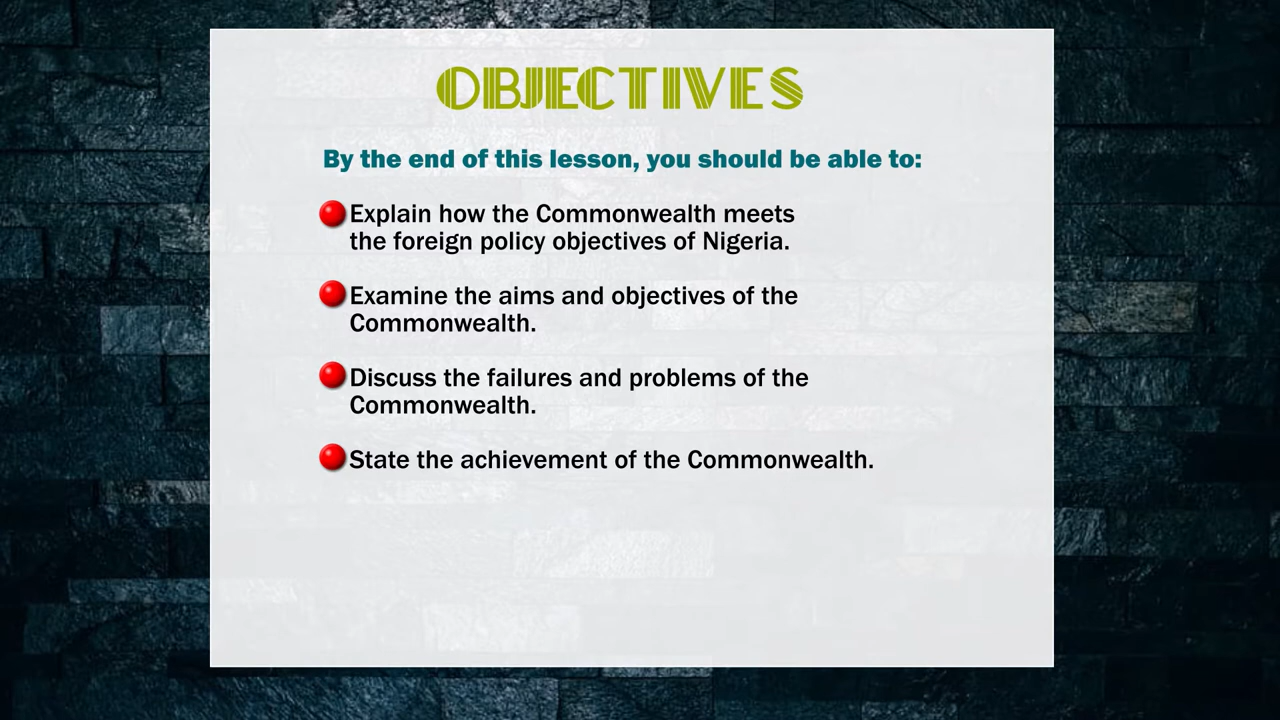 OBJECTIVES
By the end of this lesson, you should be able to:
Explain how the Commonwealth meets
the foreign policy objectives of Nigeria.
Examine the aims and objectives of the
Commonwealth.
Discuss the failures and problems of the
Commonwealth.
State the achievement of the Commonwealth.